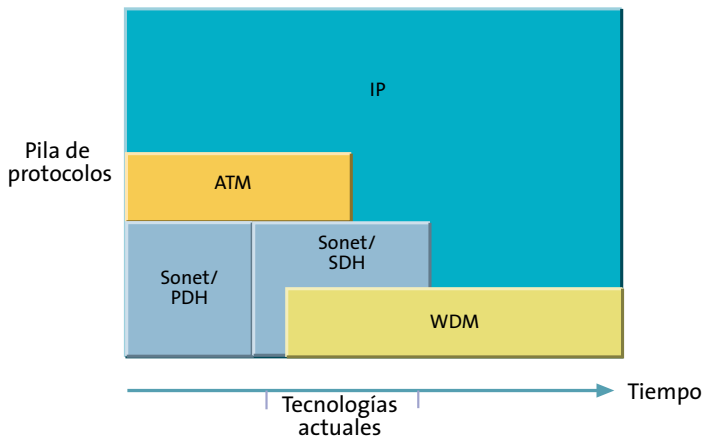 IP
Pila de
protocolos
ATM
Sonet/
SDH
Sonet/
PDH
WDM
Tiempo
Tecnologías
actuales